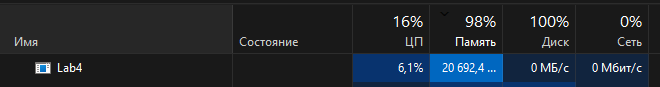 16% 98% 100% 0%
Имя Состояние ЦП Память Диск Сеть
Lab4 6,1% 20 692,4 ... 0 МБ/с 0 Мбит/с